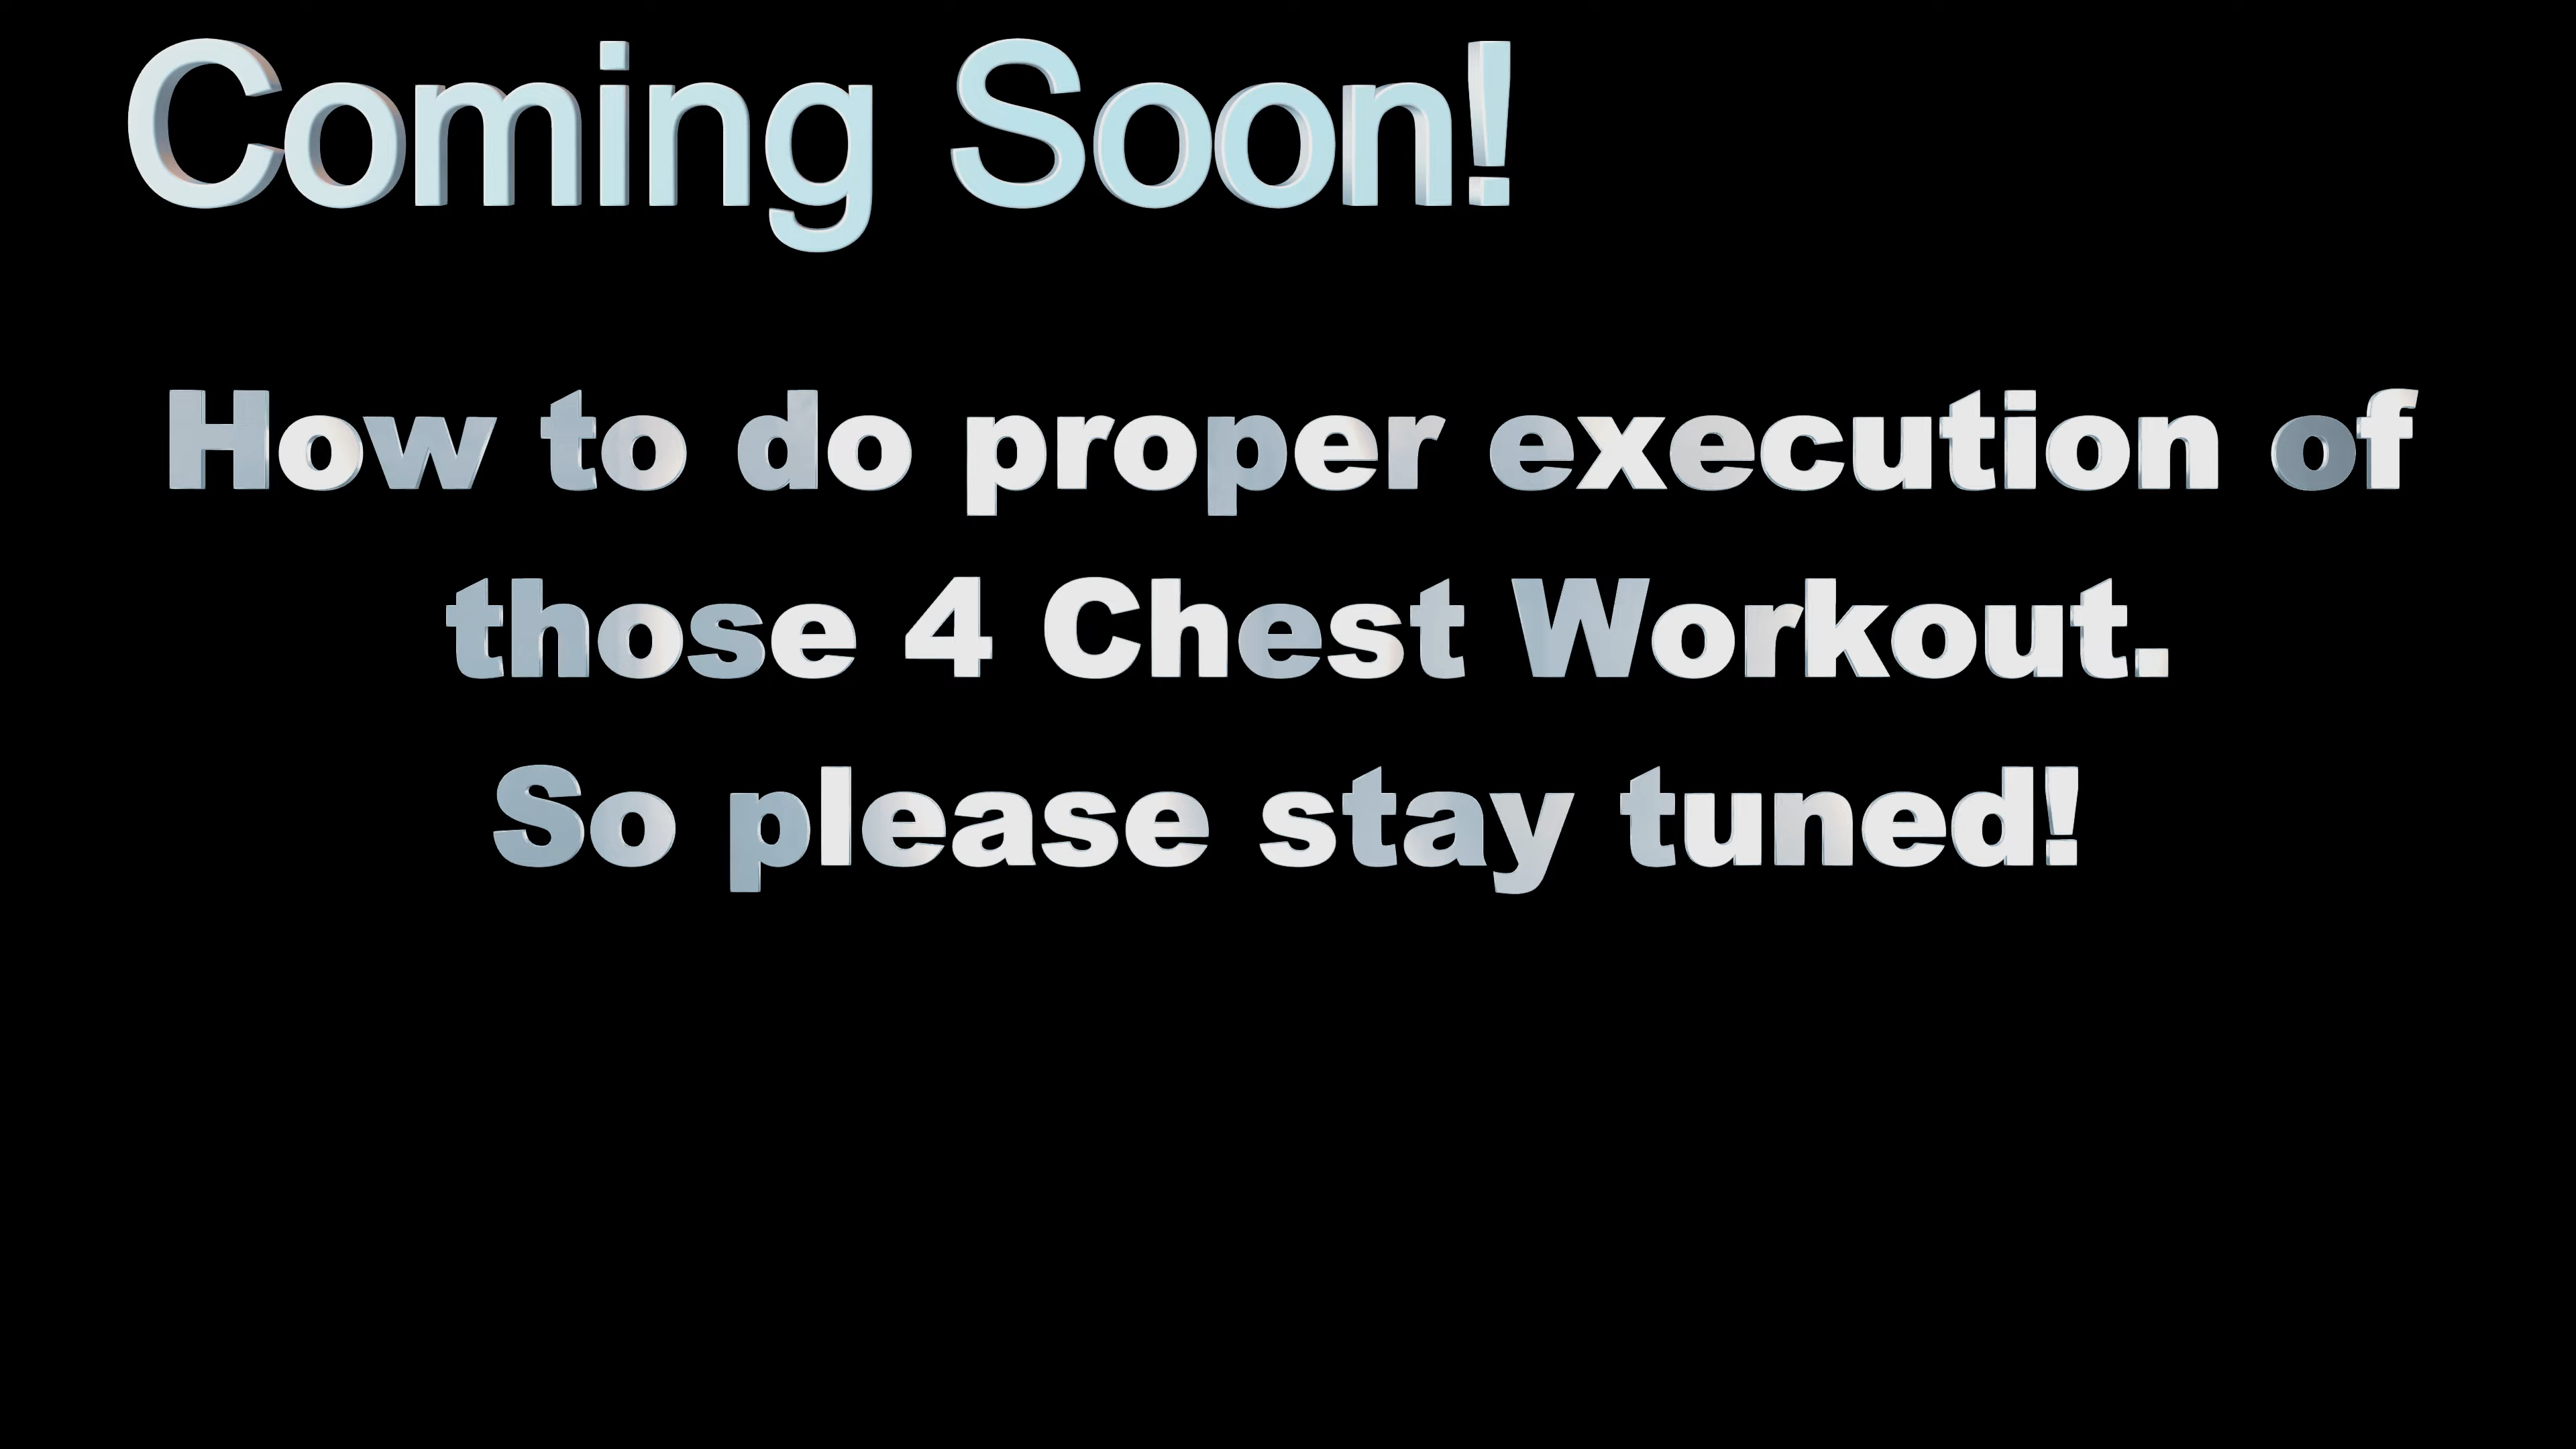 Coming Soon!
How to do proper execution of
those 4 Chest Workout.
So please stay tuned!